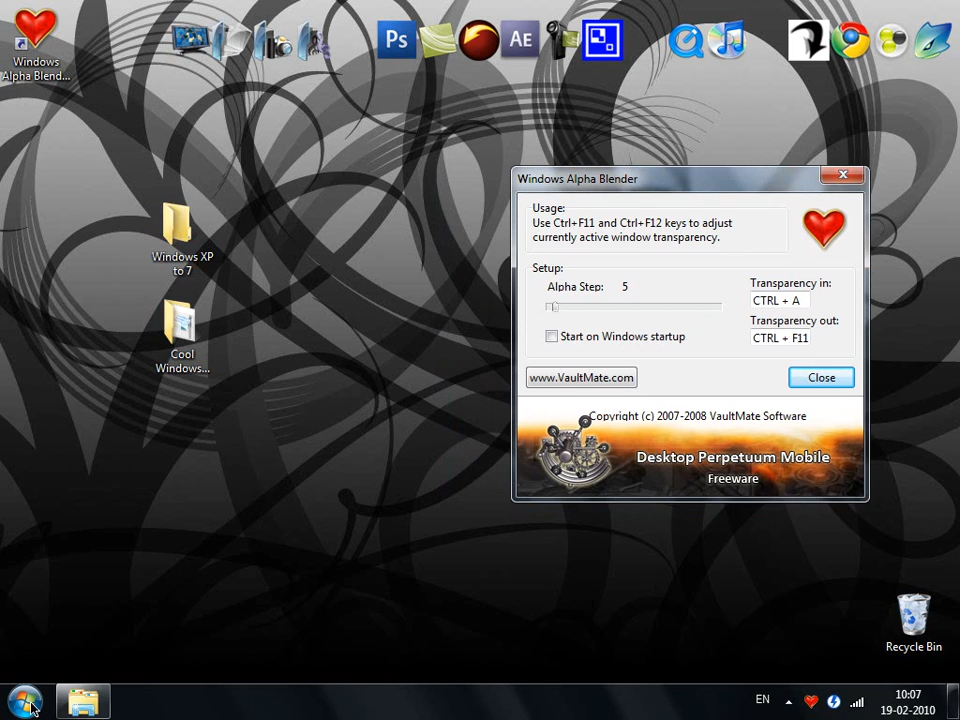 Windows
Alpha Blend...
Ps
AE
Windows XP
to 7
Cool
Windows...
Windows Alpha Blender
Usage:
Use Ctrl+F11 and Ctrl+F12 keys to adjust
currently active window transparency.
Setup:
Alpha Step: 5
Transparency in:
CTRL + A
Transparency out:
CTRL + F11
Start on Windows startup
www.VaultMate.com
Close
Copyright (c) 2007-2008 VaultMate Software
Desktop Perpetuum Mobile
Freeware
Recycle Bin
EN
10:07
19-02-2010